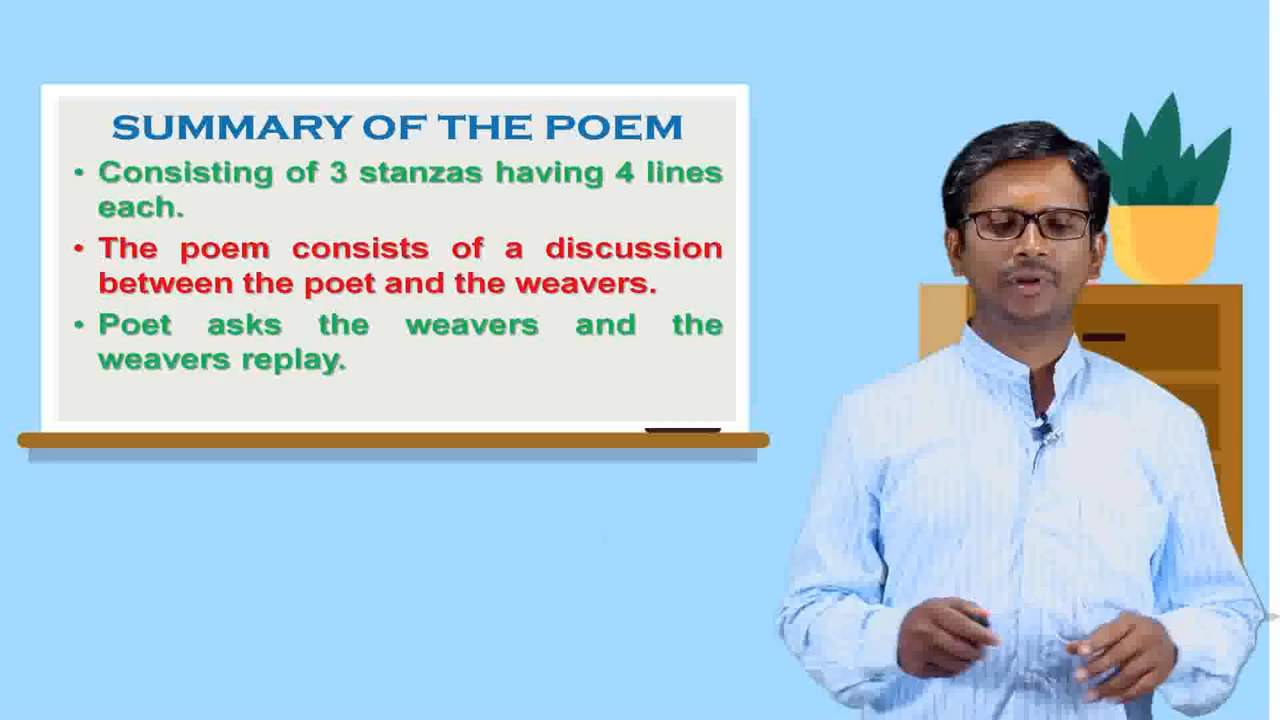 SUMMARY OF THE POEM
• Consisting of 3 stanzas having 4 lines
each.
• The poem consists of a discussion
between the poet and the weavers.
• Poet asks the weavers and the
weavers replay.